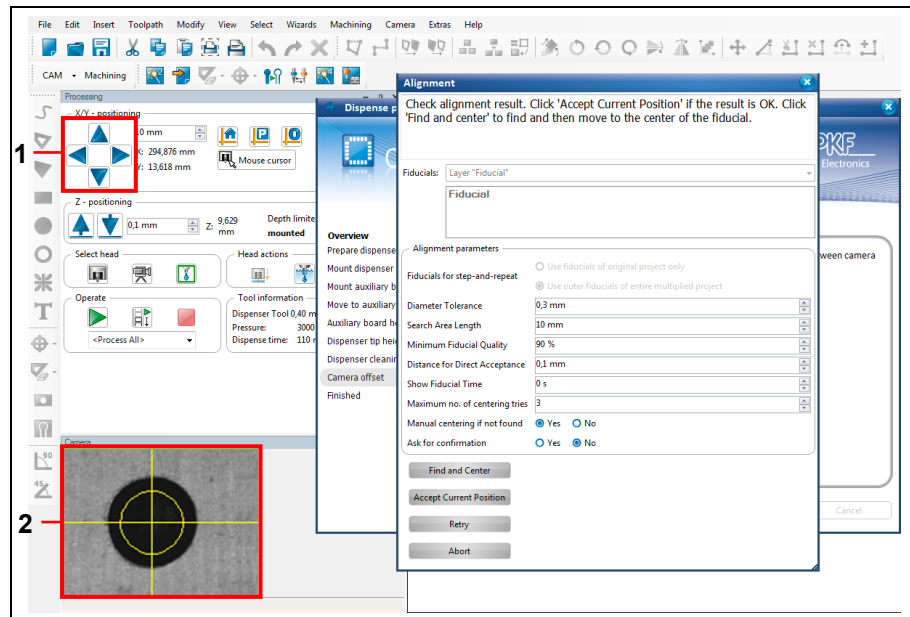 File Edit Insert Toolpath Modify View Select Wizards Machining Camera Extras Help
CAM Machining
Processing
X/Y - positioning
0 mm
X: 294,876 mm
Y: 13,618 mm
Mouse cursor
1
Z - positioning
0,1 mm
Z: 9,629 mm
Depth limite
mounted
Select head
Head actions
Operate
<Process All>
Tool information
Dispenser Tool 0,40 m
Pressure: 3000
Dispense time: 110
Camera
2
Dispense p
Overview
Prepare dispense
Mount dispenser
Mount auxiliary b
Move to auxiliary
Auxiliary board he
Dispenser tip heig
Dispenser cleanin
Camera offset
Finished
Alignment
Check alignment result. Click 'Accept Current Position' if the result is OK. Click
'Find and center' to find and then move to the center of the fiducial.
Fiducials: Layer "Fiducial"
Fiducial
Alignment parameters
Fiducials for step-and-repeat
Use fiducials of original project only
Use outer fiducials of entire multiplied project
Diameter Tolerance 0,3 mm
Search Area Length 10 mm
Minimum Fiducial Quality 90 %
Distance for Direct Acceptance 0,1 mm
Show Fiducial Time 0 s
Maximum no. of centering tries 3
Manual centering if not found Yes No
Ask for confirmation Yes No
Find and Center
Accept Current Position
Retry
Abort
PKF
Electronics
ween camera
Cancel
90
45